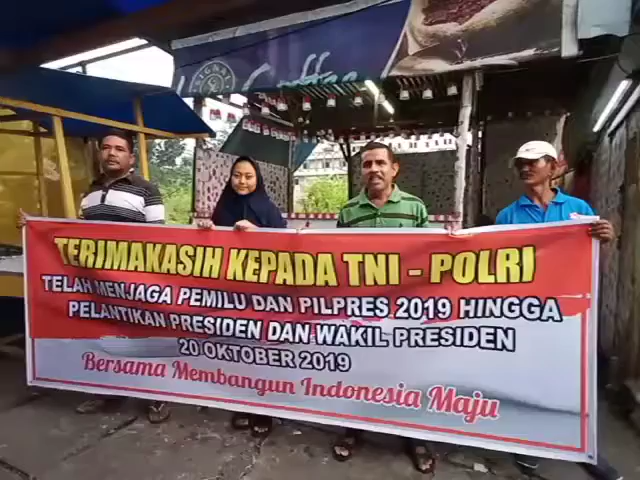 Coffee
TERIMAKASIH KEPADA TNI - POLRI
TELAH MENJAGA PEMILU DAN PILPRES 2019 HINGGA
PELANTIKAN PRESIDEN DAN WAKIL PRESIDEN
20 OKTOBER 2019
Bersama Membangun Indonesia Maju